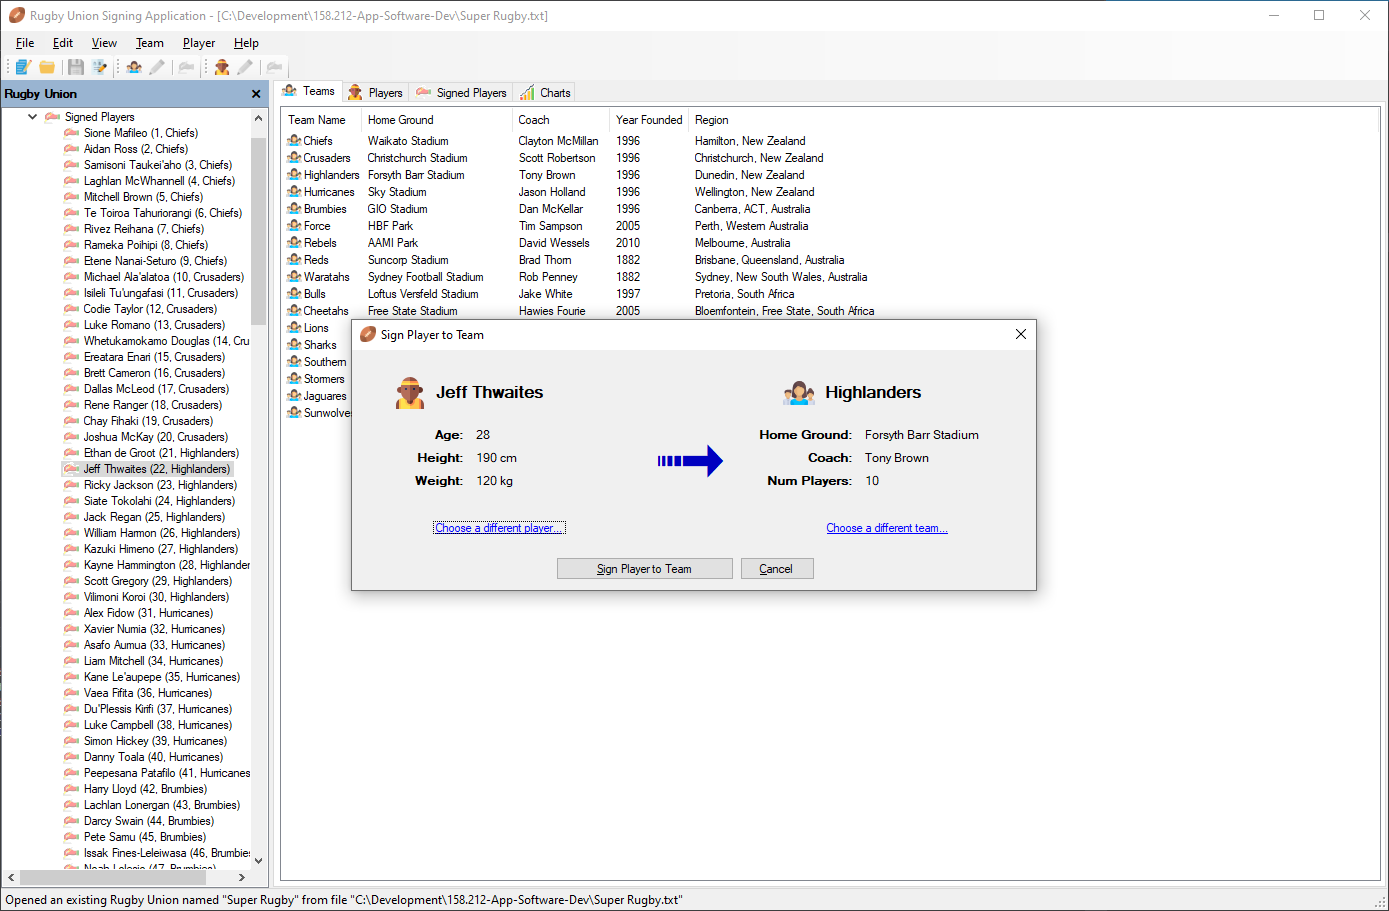 Rugby Union Signing Application - [C:\Development\158.212-App-Software-Dev\Super Rugby.txt]
File Edit View Team Player Help
Rugby Union
Signed Players
Sione Mafileo (1, Chiefs)
Aidan Ross (2, Chiefs)
Samisoni Taukei'aho (3, Chiefs)
Laghlan McWhannell (4, Chiefs)
Mitchell Brown (5, Chiefs)
Te Toiroa Tahuriorangi (6, Chiefs)
Rivez Reihana (7, Chiefs)
Rameka Poihipi (8, Chiefs)
Etene Nanai-Seturo (9, Chiefs)
Michael Ala'alatoa (10, Crusaders)
Isileli Tu'ungafasi (11, Crusaders)
Codie Taylor (12, Crusaders)
Luke Romano (13, Crusaders)
Whetukamokamo Douglas (14, Cru
Ereatara Enari (15, Crusaders)
Brett Cameron (16, Crusaders)
Dallas McLeod (17, Crusaders)
Rene Ranger (18, Crusaders)
Chay Fihaki (19, Crusaders)
Joshua McKay (20, Crusaders)
Ethan de Groot (21, Highlanders)
Jeff Thwaites (22, Highlanders)
Ricky Jackson (23, Highlanders)
Siate Tokolahi (24, Highlanders)
Jack Regan (25, Highlanders)
William Harmon (26, Highlanders)
Kazuki Himeno (27, Highlanders)
Kayne Hammington (28, Highlander
Scott Gregory (29, Highlanders)
Vilimoni Koroi (30, Highlanders)
Alex Fidow (31, Hurricanes)
Xavier Numia (32, Hurricanes)
Asafo Aumua (33, Hurricanes)
Liam Mitchell (34, Hurricanes)
Kane Le'aupepe (35, Hurricanes)
Vaea Fifita (36, Hurricanes)
Du'Plessis Kirifi (37, Hurricanes)
Luke Campbell (38, Hurricanes)
Simon Hickey (39, Hurricanes)
Danny Toala (40, Hurricanes)
Peepesana Patafilo (41, Hurricanes
Harry Lloyd (42, Brumbies)
Lachlan Lonergan (43, Brumbies)
Darcy Swain (44, Brumbies)
Pete Samu (45, Brumbies)
Issak Fines-Leleiwasa (46, Brumbie
Noah Lolesio (47, Brumbies)
Teams Players Signed Players Charts
Team Name Home Ground Coach Year Founded Region
Chiefs Waikato Stadium Clayton McMillan 1996 Hamilton, New Zealand
Crusaders Christchurch Stadium Scott Robertson 1996 Christchurch, New Zealand
Highlanders Forsyth Barr Stadium Tony Brown 1996 Dunedin, New Zealand
Hurricanes Sky Stadium Jason Holland 1996 Wellington, New Zealand
Brumbies GIO Stadium Dan McKellar 1996 Canberra, ACT, Australia
Force HBF Park Tim Sampson 2005 Perth, Western Australia
Rebels AAMI Park David Wessels 2010 Melbourne, Australia
Reds Suncorp Stadium Brad Thorn 1882 Brisbane, Queensland, Australia
Waratahs Sydney Football Stadium Rob Penney 1882 Sydney, New South Wales, Australia
Bulls Loftus Versfeld Stadium Jake White 1997 Pretoria, South Africa
Cheetahs Free State Stadium Hawies Fourie 2005 Bloemfontein, Free State, South Africa
Lions
Sharks
Southern
Stormers
Jaguares
Sunwolves
Sign Player to Team
Jeff Thwaites
Age: 28
Height: 190 cm
Weight: 120 kg
Choose a different player...
Highlanders
Home Ground: Forsyth Barr Stadium
Coach: Tony Brown
Num Players: 10
Choose a different team...
Sign Player to Team Cancel
Opened an existing Rugby Union named "Super Rugby" from file "C:\Development\158.212-App-Software-Dev\Super Rugby.txt"